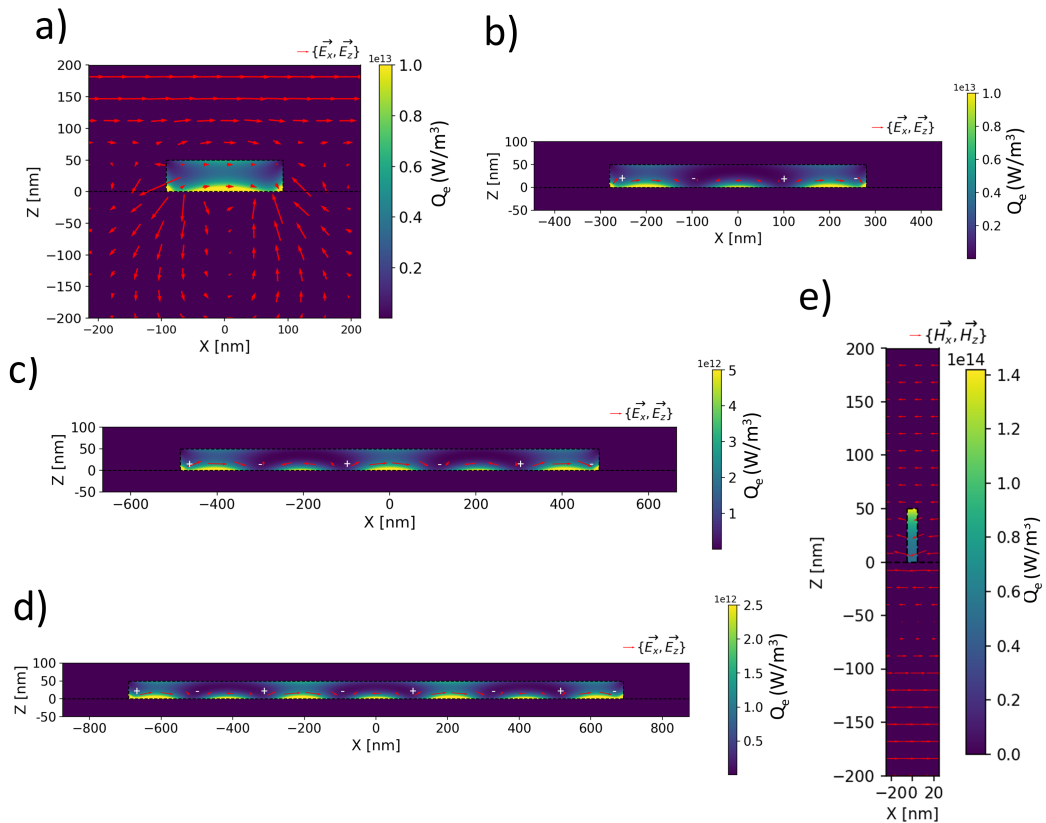 a)
→{E⃗x, E⃗z}
1e13
200
150
100
50
0
−50
−100
−150
−200
−200 −100 0 100 200
X [nm]
Z [nm]
1.0
0.8
0.6
0.4
0.2
Qe (W/m³)
b)
→{E⃗x, E⃗z}
1e13
100
50
0
-50
+ - + -
−400 −300 −200 −100 0 100 200 300 400
X [nm]
Z [nm]
1.0
0.8
0.6
0.4
0.2
Qe (W/m³)
c)
→{E⃗x, E⃗z}
1e12
100
50
0
-50
+ - + - + -
−600 −400 −200 0 200 400 600
X [nm]
Z [nm]
5
4
3
2
1
Qe (W/m³)
d)
→{E⃗x, E⃗z}
1e12
100
50
0
-50
+ - + - + - + -
−800 −600 −400 −200 0 200 400 600 800
X [nm]
Z [nm]
2.5
2.0
1.5
1.0
0.5
Qe (W/m³)
e)
→{H⃗x, H⃗z}
1e14
200
150
100
50
0
−50
−100
−150
−200
−20 0 20
X [nm]
Z [nm]
1.4
1.2
1.0
0.8
0.6
0.4
0.2
0.0
Qe (W/m³)